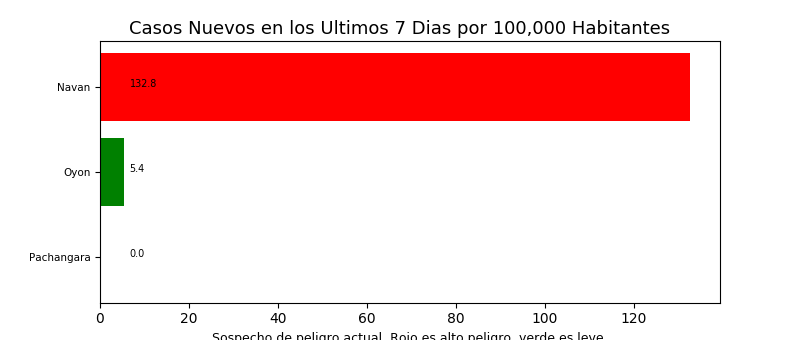 Casos Nuevos en los Ultimos 7 Dias por 100,000 Habitantes
Navan
132.8
Oyon
5.4
Pachangara
0.0
0 20 40 60 80 100 120
Sospecho de peligro actual. Rojo es alto peligro, verde es leve